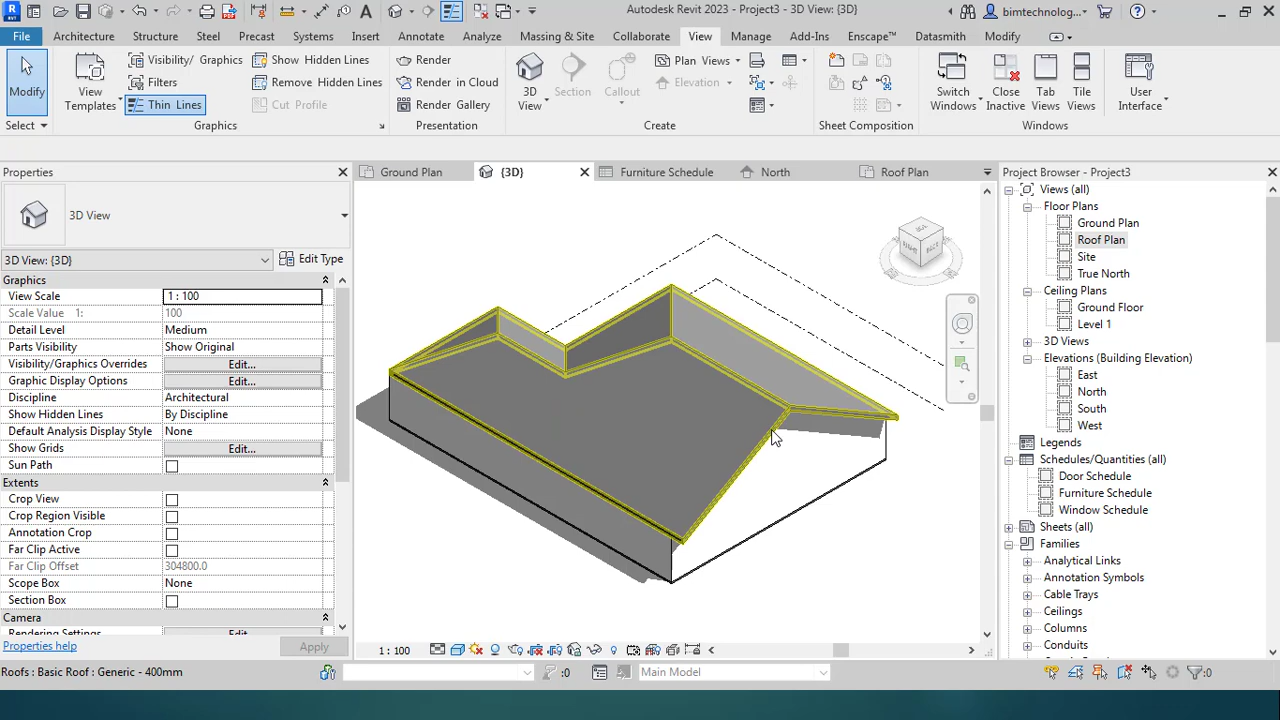 Autodesk Revit 2023 - Project3 - 3D View: {3D}
bimtechnolog...
File
Architecture
Structure
Steel
Precast
Systems
Insert
Annotate
Analyze
Massing & Site
Collaborate
View
Manage
Add-Ins
Enscape™
Datasmith
Modify
Modify
View
Templates
Visibility/ Graphics
Filters
Thin Lines
Show Hidden Lines
Remove Hidden Lines
Cut Profile
Render
Render in Cloud
Render Gallery
3D
View
Section
Callout
Plan Views
Elevation
Switch
Windows
Close
Inactive
Tab
Views
Tile
Views
User
Interface
Select
Graphics
Presentation
Create
Sheet Composition
Windows
Properties
3D View
3D View: {3D}
Edit Type
Graphics
View Scale 1 : 100
Scale Value 1: 100
Detail Level Medium
Parts Visibility Show Original
Visibility/Graphics Overrides Edit...
Graphic Display Options Edit...
Discipline Architectural
Show Hidden Lines By Discipline
Default Analysis Display Style None
Show Grids Edit...
Sun Path
Extents
Crop View
Crop Region Visible
Annotation Crop
Far Clip Active
Far Clip Offset 304800.0
Scope Box None
Section Box
Camera
Rendering Settings Edit...
Properties help
Apply
Ground Plan
{3D}
Furniture Schedule
North
Roof Plan
1 : 100
Project Browser - Project3
Views (all)
Floor Plans
Ground Plan
Roof Plan
Site
True North
Ceiling Plans
Ground Floor
Level 1
3D Views
Elevations (Building Elevation)
East
North
South
West
Legends
Schedules/Quantities (all)
Door Schedule
Furniture Schedule
Window Schedule
Sheets (all)
Families
Analytical Links
Annotation Symbols
Cable Trays
Ceilings
Columns
Conduits
Roofs : Basic Roof : Generic - 400mm
:0
Main Model
:0